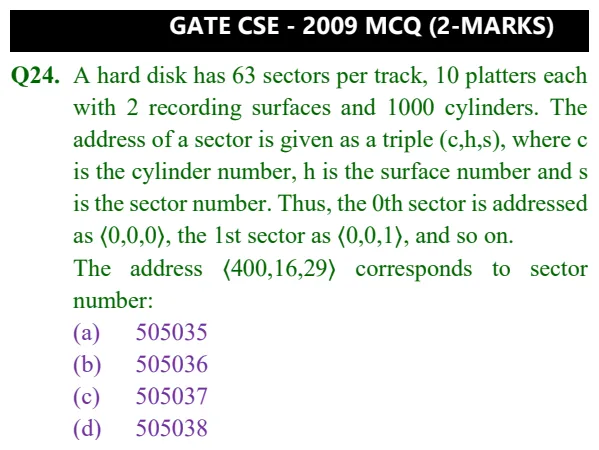 GATE CSE - 2009 MCQ (2-MARKS)
Q24. A hard disk has 63 sectors per track, 10 platters each
with 2 recording surfaces and 1000 cylinders. The
address of a sector is given as a triple (c,h,s), where c
is the cylinder number, h is the surface number and s
is the sector number. Thus, the 0th sector is addressed
as ⟨0,0,0⟩, the 1st sector as ⟨0,0,1⟩, and so on.
The address ⟨400,16,29⟩ corresponds to sector
number:
(a) 505035
(b) 505036
(c) 505037
(d) 505038